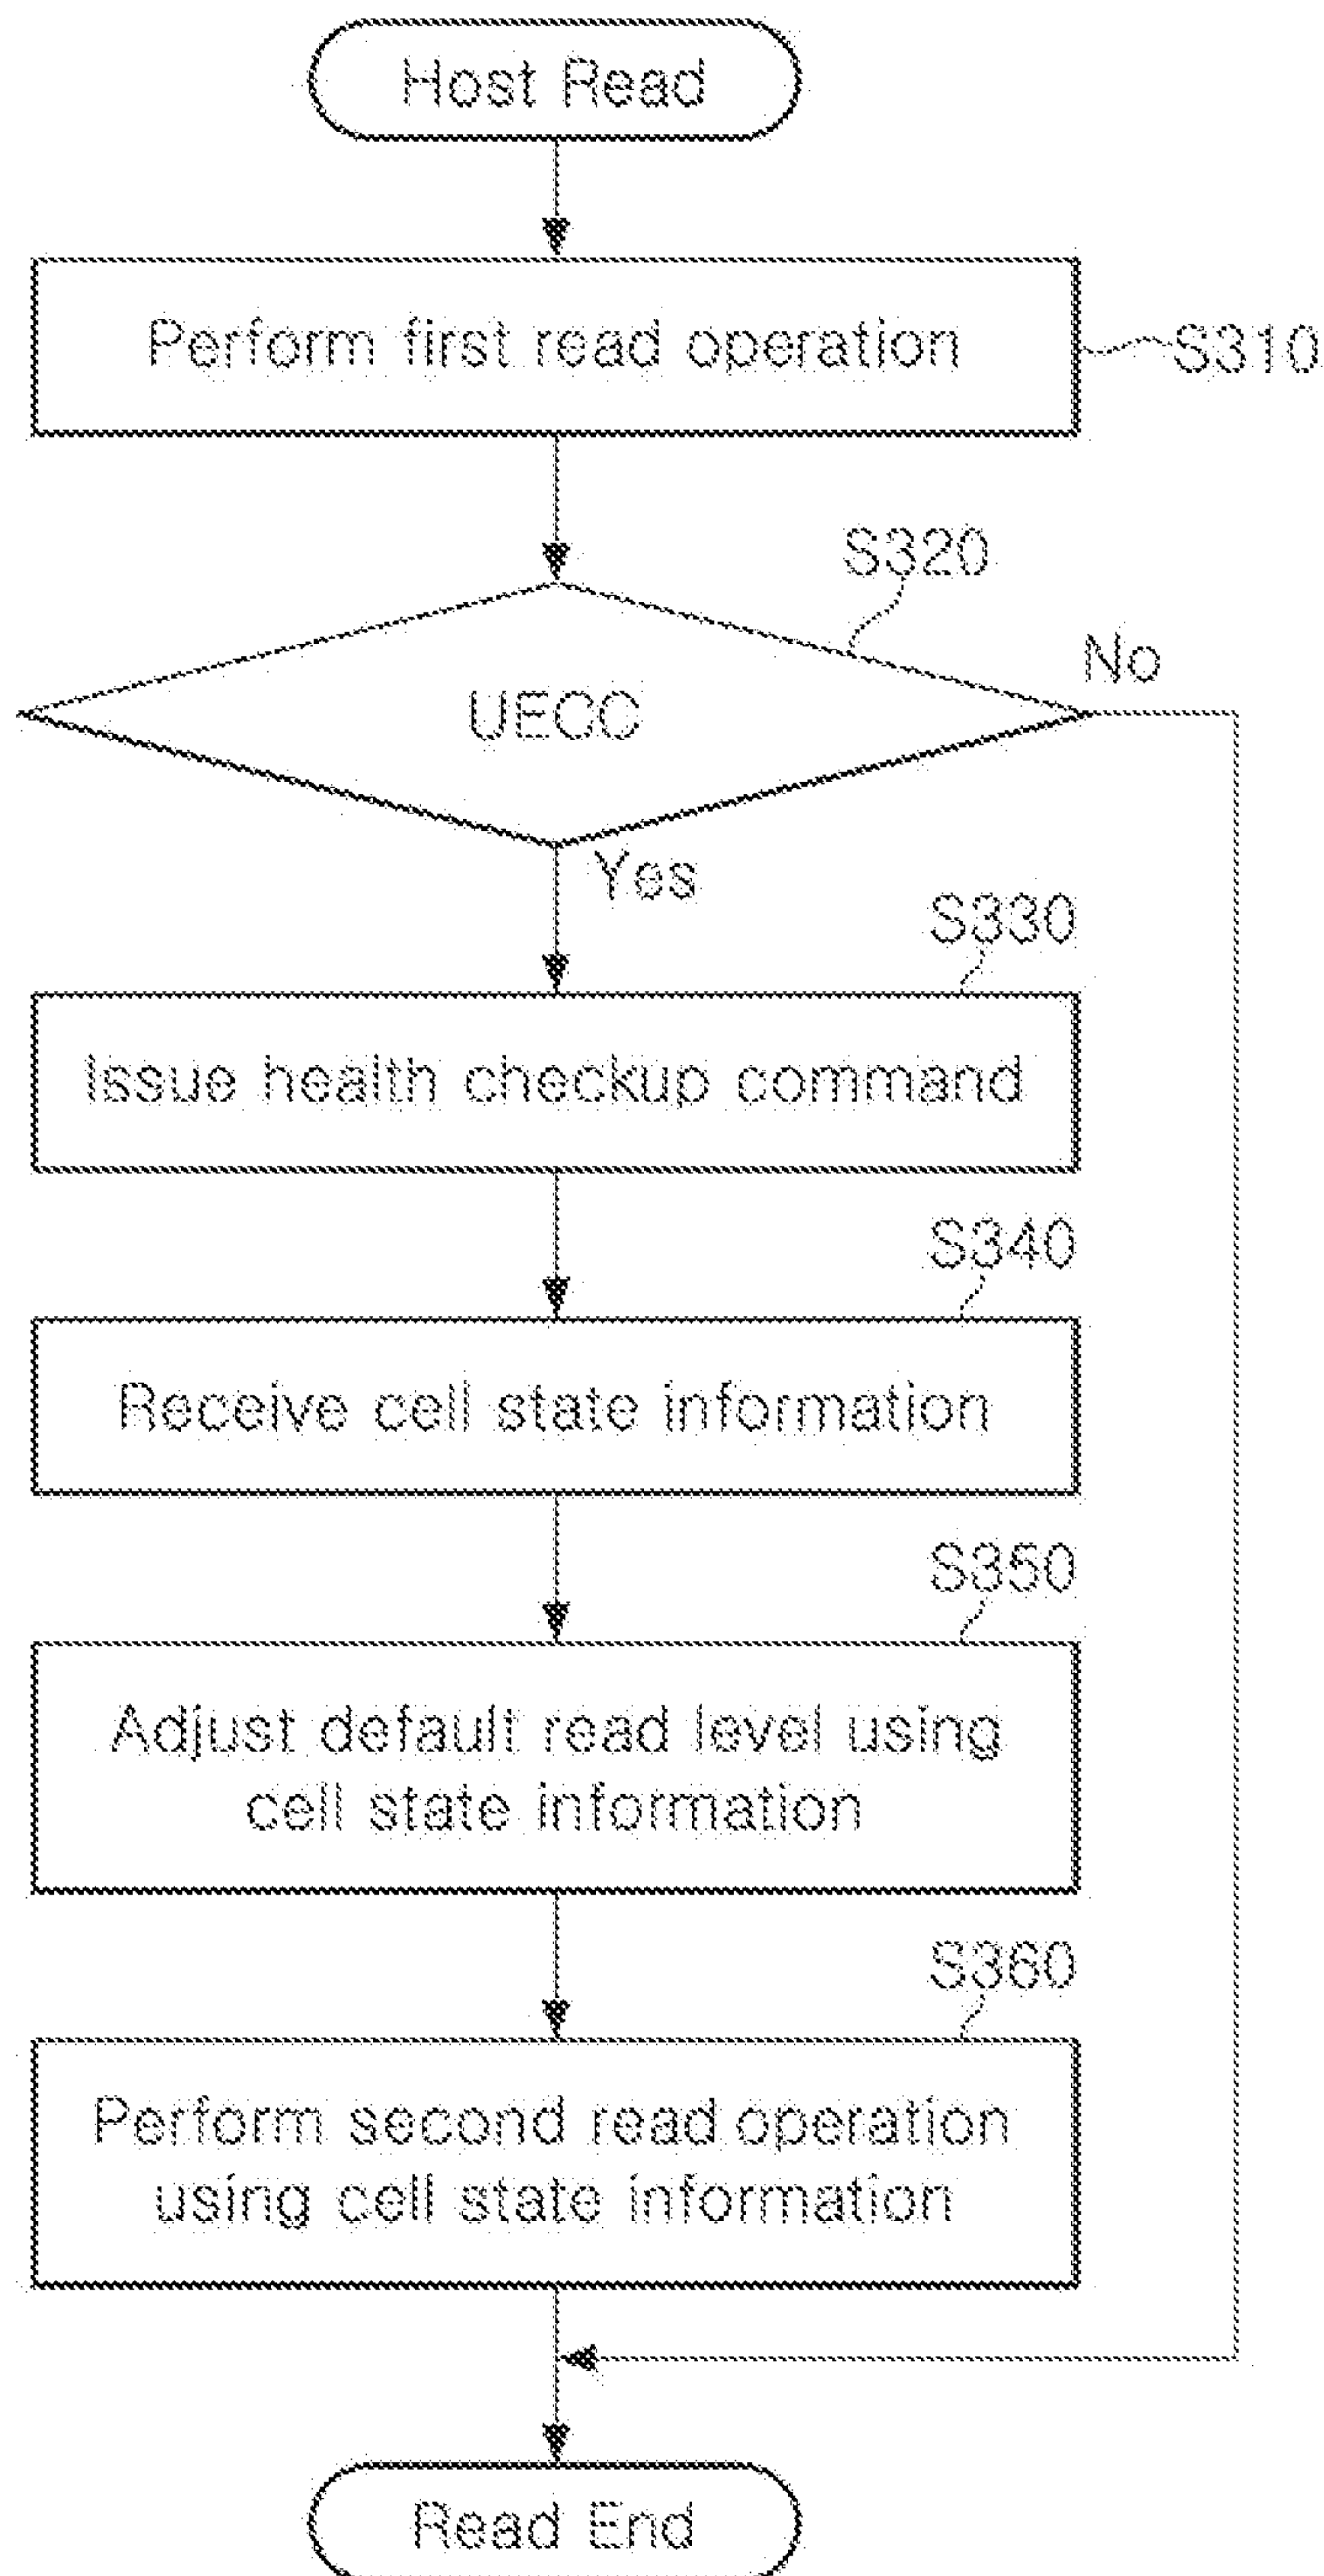 Host Read
Perform first read operation
S310
S320
UECC
No
Yes
S330
Issue health checkup command
S340
Receive cell state information
S350
Adjust default read level using
cell state information
S360
Perform second read operation
using cell state information
Read End